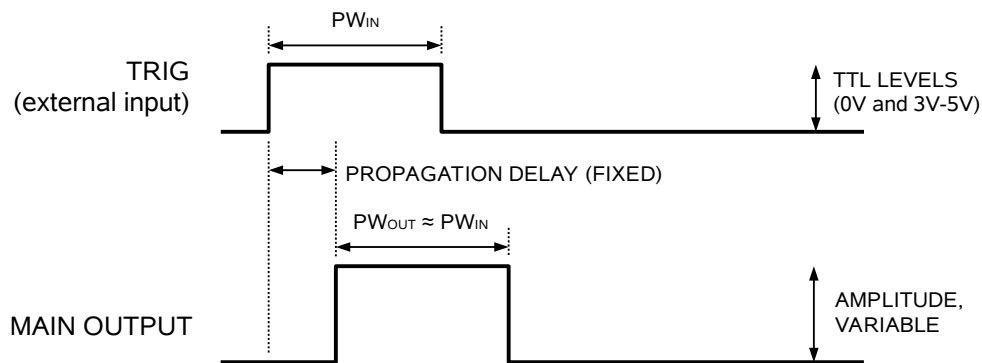 PWIN
TRIG
(external input)
TTL LEVELS
(0V and 3V-5V)
PROPAGATION DELAY (FIXED)
PWOUT ≈ PWIN
MAIN OUTPUT
AMPLITUDE,
VARIABLE